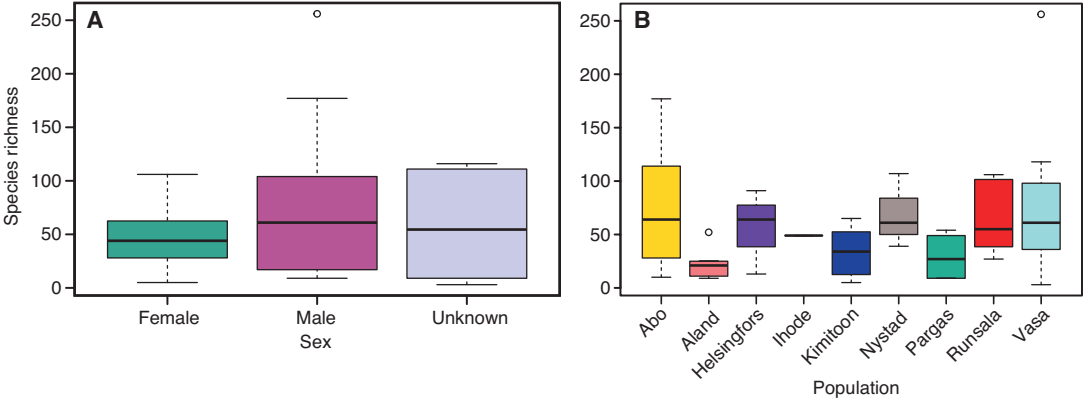 A
Species richness
250
200
150
100
50
0
Female Male Unknown
Sex
B
250
200
150
100
50
0
Abo Aland Helsingfors Ihode Kimitoon Nystad Pargas Runsala Vasa
Population